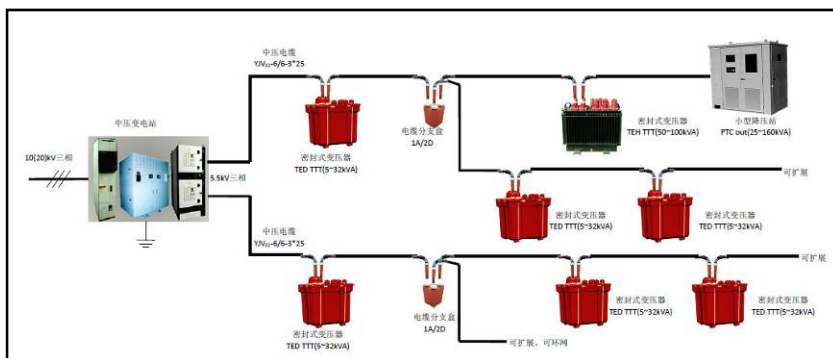 中压电缆
YJV₂₂-6/6-3*25
中压变电站
密封式变压器
TED TTT(5~32kVA)
电缆分支盒
1A/2D
密封式变压器
TEH TTT(50~100kVA)
小型降压站
PTC out(25~160kVA)
10(20)kV三相
5.5kV三相
可扩展
密封式变压器
TED TTT(5~32kVA)
密封式变压器
TED TTT(5~32kVA)
中压电缆
YJV₂₂-6/6-3*25
可扩展
密封式变压器
TED TTT(5~32kVA)
电缆分支盒
1A/2D
密封式变压器
TED TTT(5~32kVA)
密封式变压器
TED TTT(5~32kVA)
可扩展、可环网